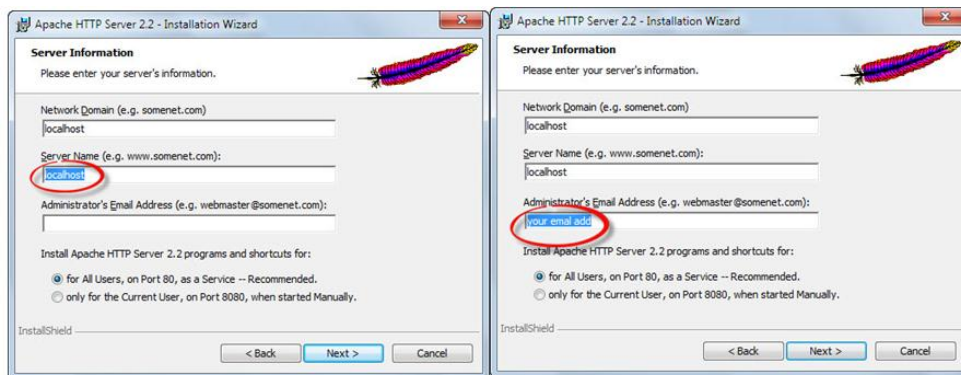 Apache HTTP Server 2.2 - Installation Wizard
Server Information
Please enter your server's information.
Network Domain (e.g. somenet.com)
localhost
Server Name (e.g. www.somenet.com):
localhost
Administrator's Email Address (e.g. webmaster@somenet.com):
Install Apache HTTP Server 2.2 programs and shortcuts for:
for All Users, on Port 80, as a Service -- Recommended.
only for the Current User, on Port 8080, when started Manually.
InstallShield
< Back Next > Cancel
Apache HTTP Server 2.2 - Installation Wizard
Server Information
Please enter your server's information.
Network Domain (e.g. somenet.com)
localhost
Server Name (e.g. www.somenet.com):
localhost
Administrator's Email Address (e.g. webmaster@somenet.com):
your emal add
Install Apache HTTP Server 2.2 programs and shortcuts for:
for All Users, on Port 80, as a Service -- Recommended.
only for the Current User, on Port 8080, when started Manually.
InstallShield
< Back Next > Cancel